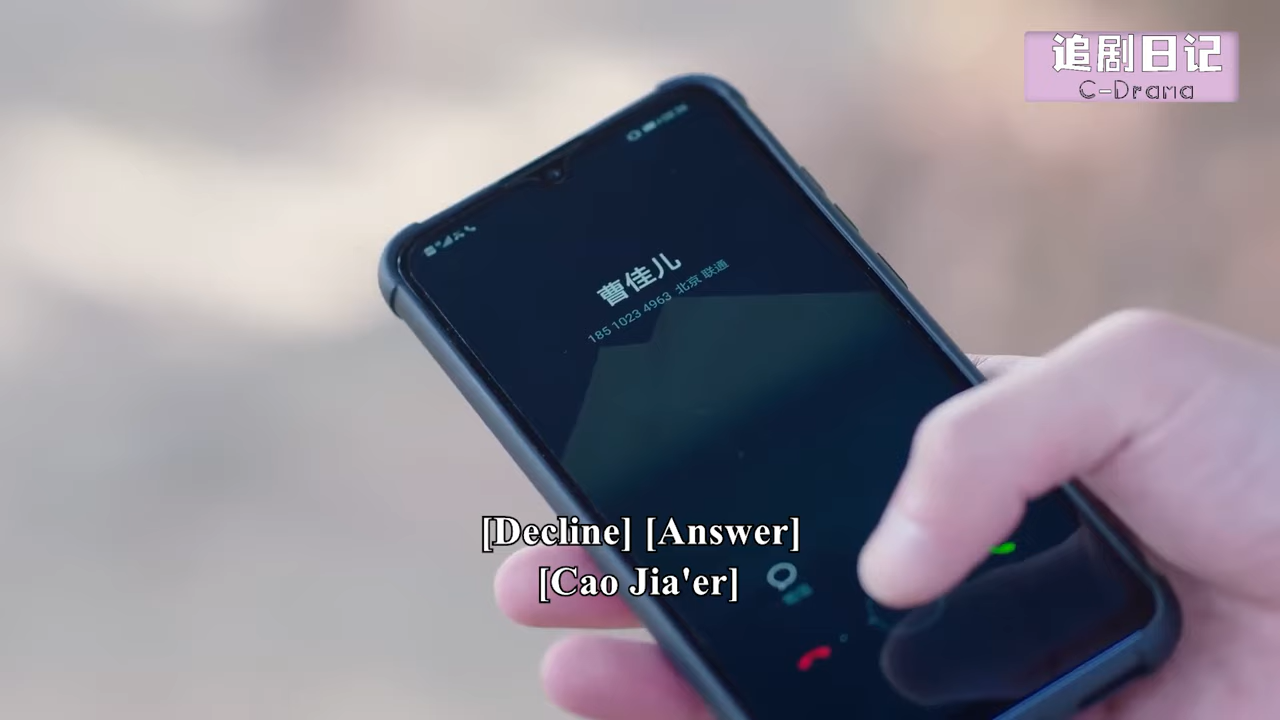 追剧日记
C-Drama
曹佳儿
185 1023 4963 北京 联通
[Decline] [Answer]
[Cao Jia'er]